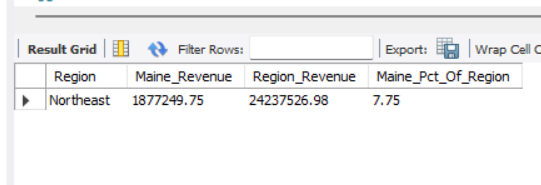 Result Grid Filter Rows: Export: Wrap Cell C
Region Maine_Revenue Region_Revenue Maine_Pct_Of_Region
Northeast 1877249.75 24237526.98 7.75